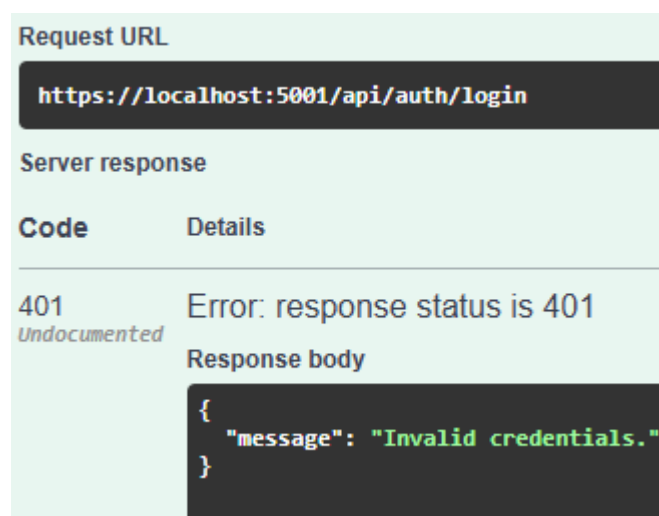 Request URL
https://localhost:5001/api/auth/login
Server response
Code Details
401 Error: response status is 401
Undocumented
Response body
{
"message": "Invalid credentials."
}